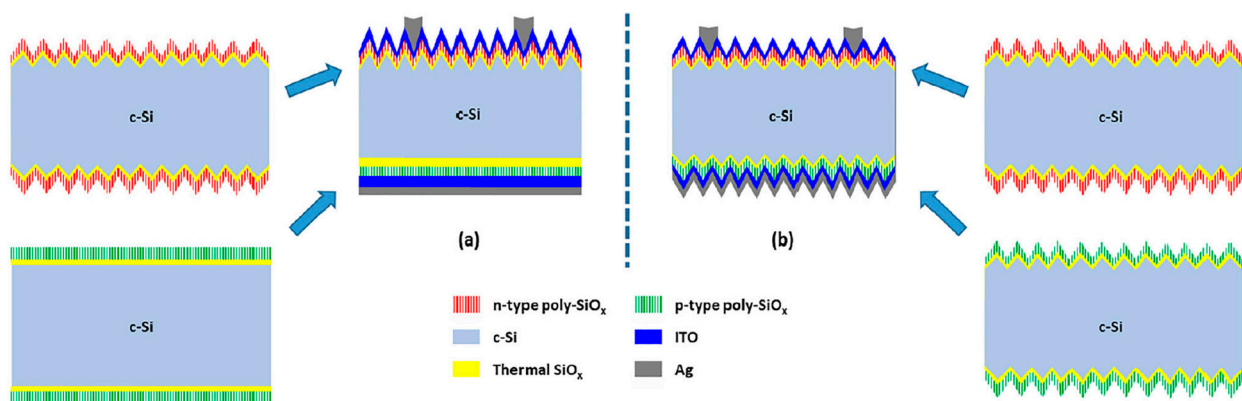 c-Si
c-Si
(a)
c-Si
c-Si
(b)
c-Si
c-Si
n-type poly-SiOₓ
p-type poly-SiOₓ
c-Si
ITO
Thermal SiOₓ
Ag